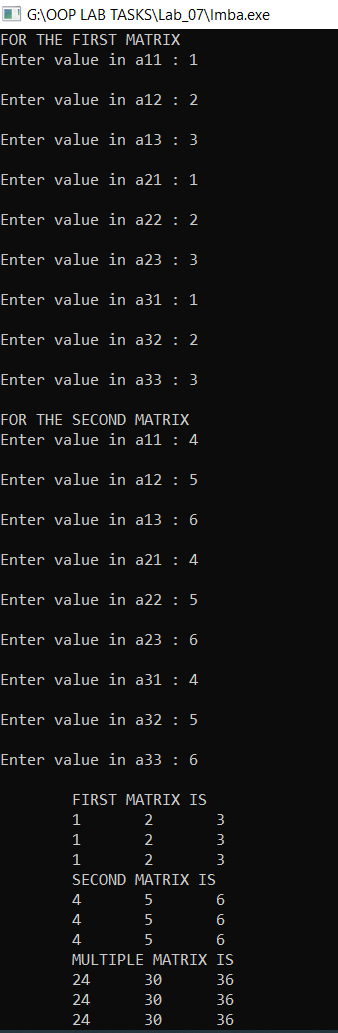 G:\OOP LAB TASKS\Lab_07\Imba.exe
FOR THE FIRST MATRIX
Enter value in a11 : 1
Enter value in a12 : 2
Enter value in a13 : 3
Enter value in a21 : 1
Enter value in a22 : 2
Enter value in a23 : 3
Enter value in a31 : 1
Enter value in a32 : 2
Enter value in a33 : 3
FOR THE SECOND MATRIX
Enter value in a11 : 4
Enter value in a12 : 5
Enter value in a13 : 6
Enter value in a21 : 4
Enter value in a22 : 5
Enter value in a23 : 6
Enter value in a31 : 4
Enter value in a32 : 5
Enter value in a33 : 6
FIRST MATRIX IS
1 2 3
1 2 3
1 2 3
SECOND MATRIX IS
4 5 6
4 5 6
4 5 6
MULTIPLE MATRIX IS
24 30 36
24 30 36
24 30 36